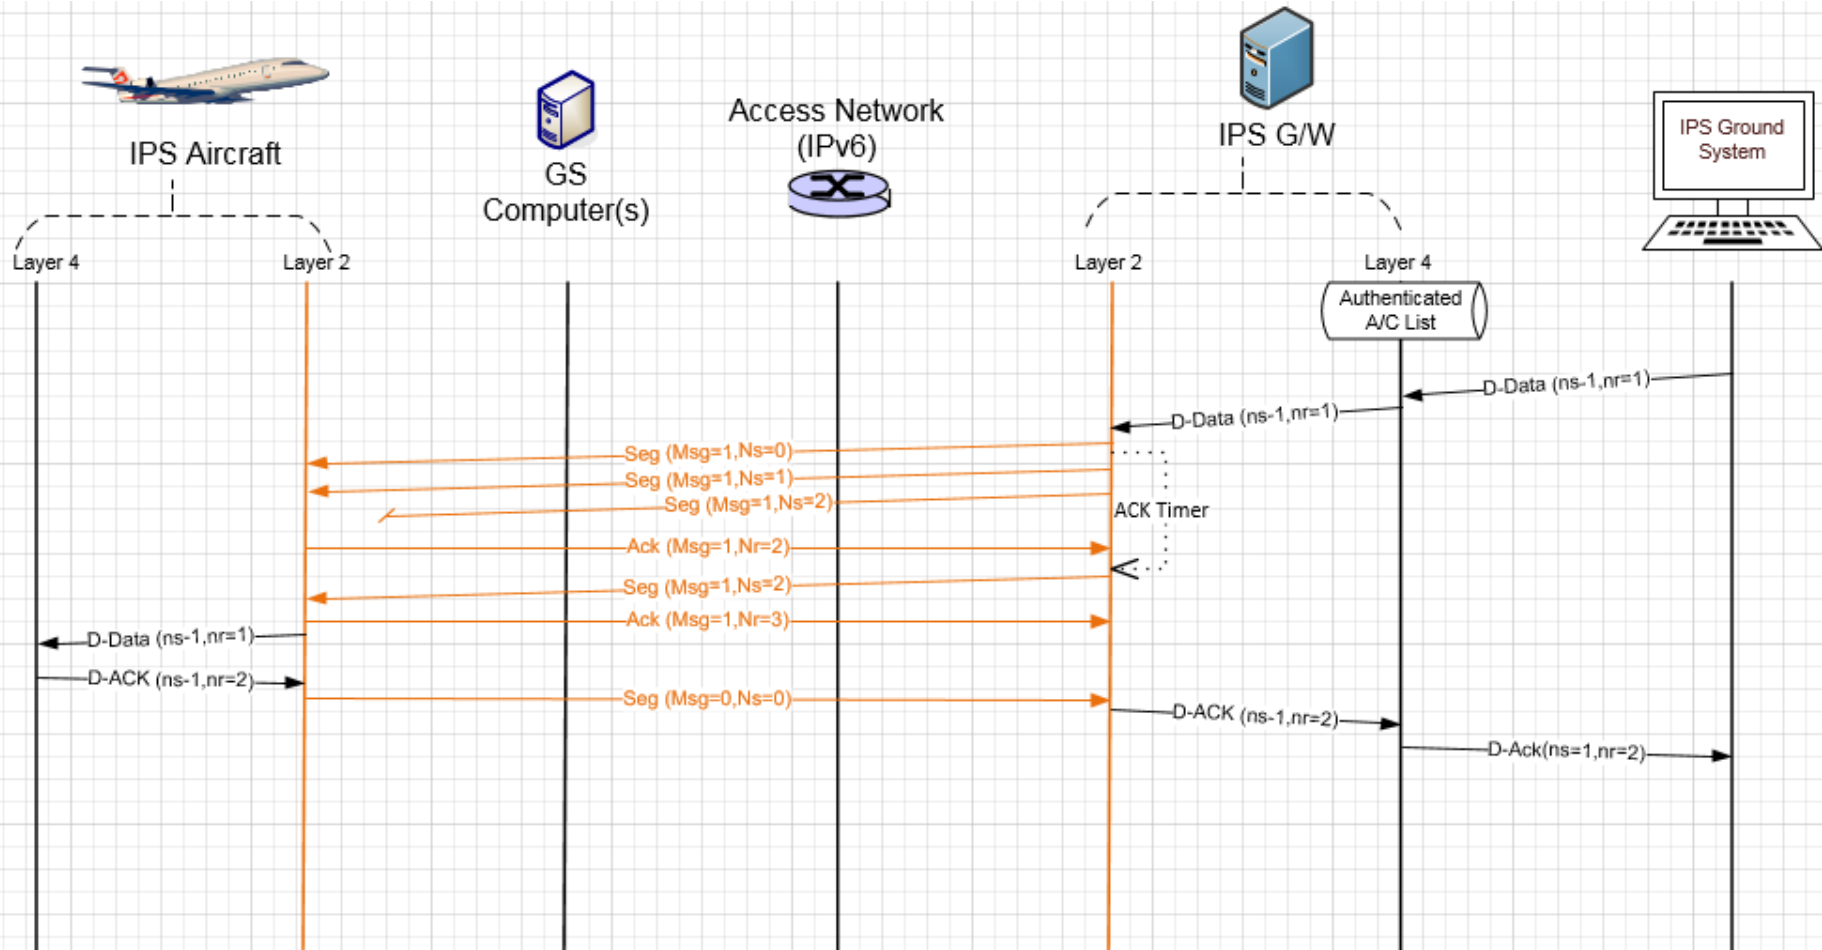 Access Network
(IPv6)
IPS G/W
IPS Ground
System
IPS Aircraft
GS
Computer(s)
Layer 4
Layer 2
Layer 2
Layer 4
Authenticated
A/C List
D-Data (ns-1,nr=1)
D-Data (ns-1,nr=1)
Seg (Msg=1,Ns=0)
Seg (Msg=1,Ns=1)
Seg (Msg=1,Ns=2)
ACK Timer
Ack (Msg=1,Nr=2)
Seg (Msg=1,Ns=2)
Ack (Msg=1,Nr=3)
D-Data (ns-1,nr=1)
D-ACK (ns-1,nr=2)
Seg (Msg=0,Ns=0)
D-ACK (ns-1,nr=2)
D-Ack(ns=1,nr=2)